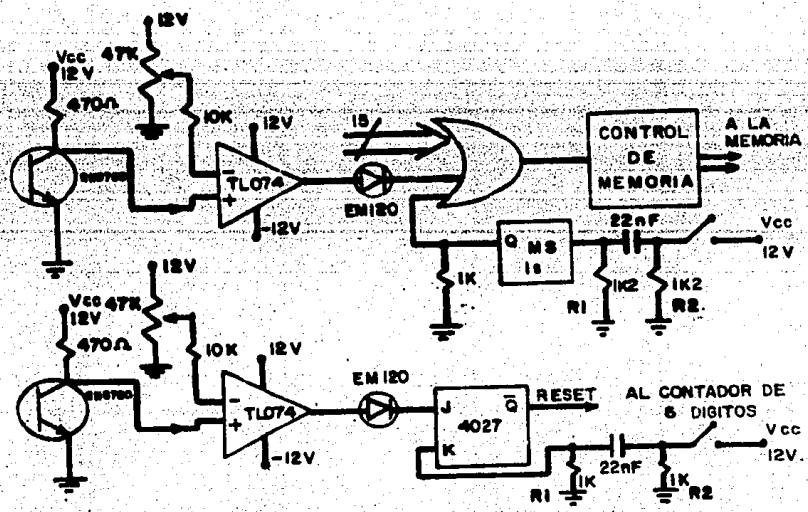 12V
47K
Vcc
12V
470Ω
10K
12V
15
-
+
TL074
-12V
EM120
CONTROL
DE
MEMORIA
A LA
MEMORIA
Q MS
1s
1K
22nF
1K2
R1
1K2
R2.
Vcc
12V
12V
Vcc
12V
47K
470Ω
10K
12V
-
+
TL074
-12V
EM120
J
K
4027
Q̅
RESET
AL CONTADOR DE
6 DIGITOS
Vcc
12V.
22nF
1K
R1
1K
R2